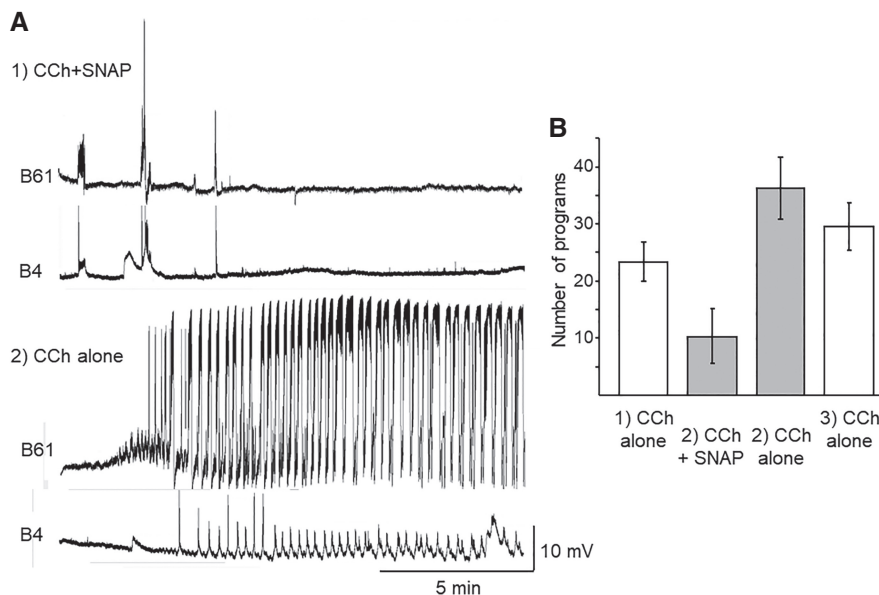 A
1) CCh+SNAP
B61
B4
2) CCh alone
B61
B4
10 mV
5 min
B
Number of programs
40
30
20
10
1) CCh
alone
2) CCh
+ SNAP
2) CCh
alone
3) CCh
alone